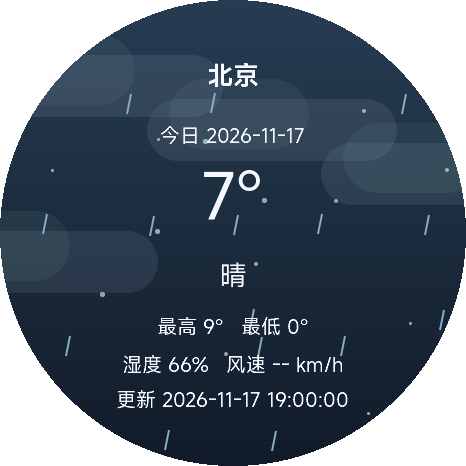 北京
今日 2026-11-17
7°
晴
最高 9° 最低 0°
湿度 66% 风速 -- km/h
更新 2026-11-17 19:00:00